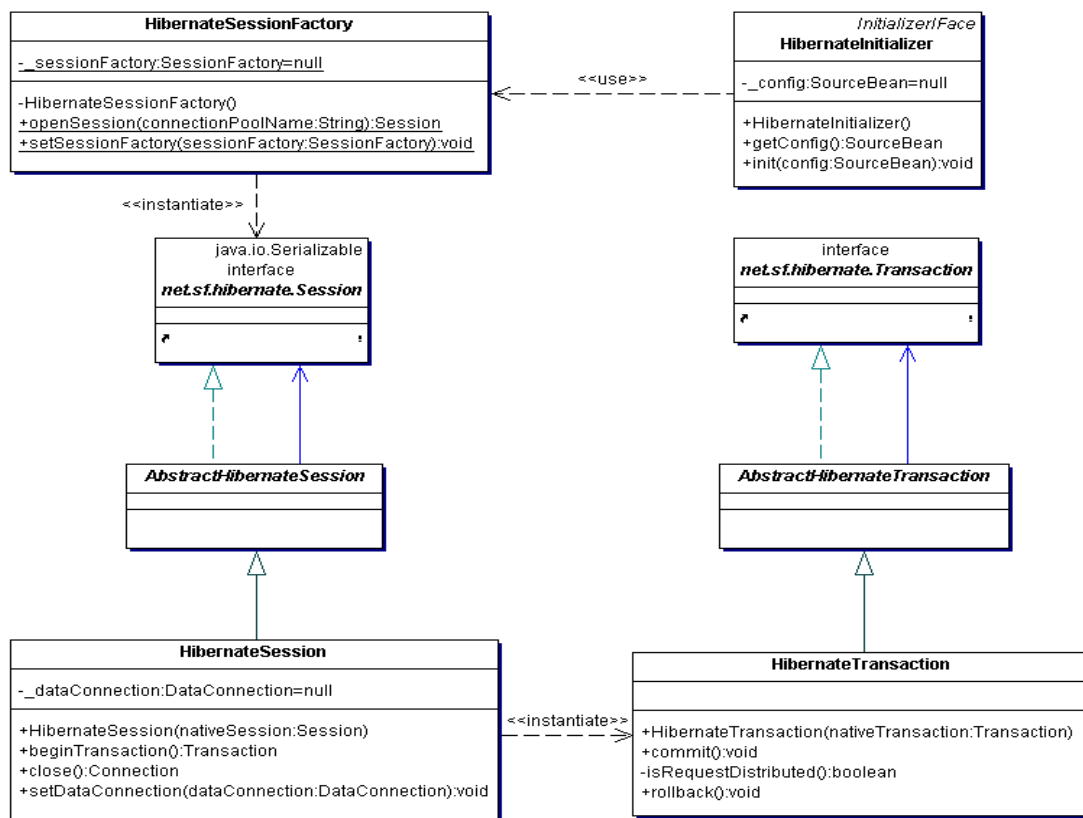 HibernateSessionFactory
-_sessionFactory:SessionFactory=null
-HibernateSessionFactory()
+openSession(connectionPoolName:String):Session
+setSessionFactory(sessionFactory:SessionFactory):void
<<use>>
InitializerIFace
HibernateInitializer
-_config:SourceBean=null
+HibernateInitializer()
+getConfig():SourceBean
+init(config:SourceBean):void
<<instantiate>>
java.io.Serializable
interface
net.sf.hibernate.Session
interface
net.sf.hibernate.Transaction
AbstractHibernateSession
AbstractHibernateTransaction
HibernateSession
-_dataConnection:DataConnection=null
+HibernateSession(nativeSession:Session)
+beginTransaction():Transaction
+close():Connection
+setDataConnection(dataConnection:DataConnection):void
<<instantiate>>
HibernateTransaction
+HibernateTransaction(nativeTransaction:Transaction)
+commit():void
-isRequestDistributed():boolean
+rollback():void